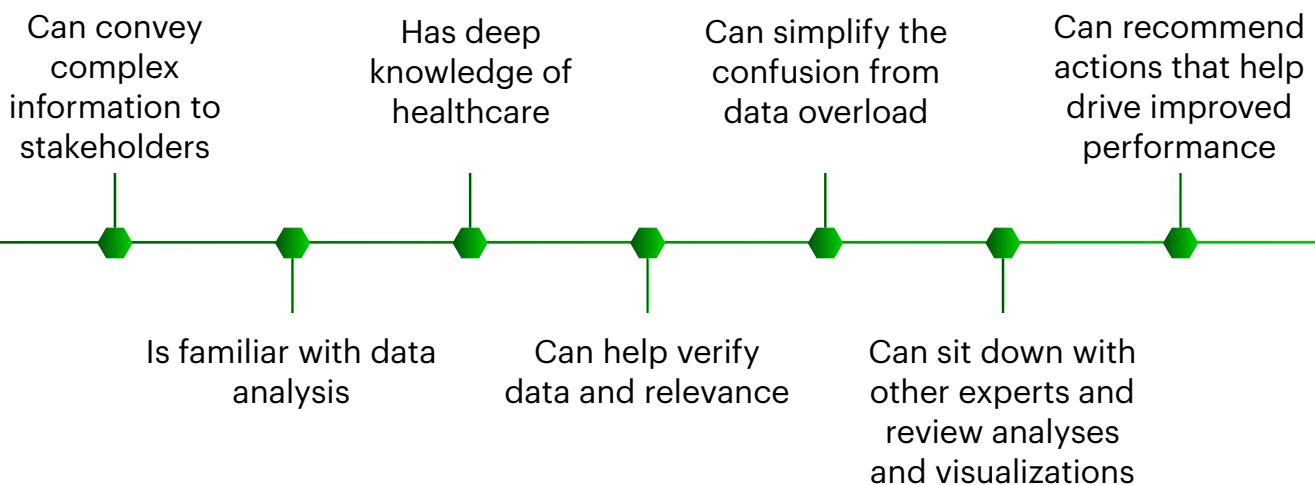 Can convey
complex
information to
stakeholders
Is familiar with data
analysis
Has deep
knowledge of
healthcare
Can help verify
data and relevance
Can simplify the
confusion from
data overload
Can sit down with
other experts and
review analyses
and visualizations
Can recommend
actions that help
drive improved
performance